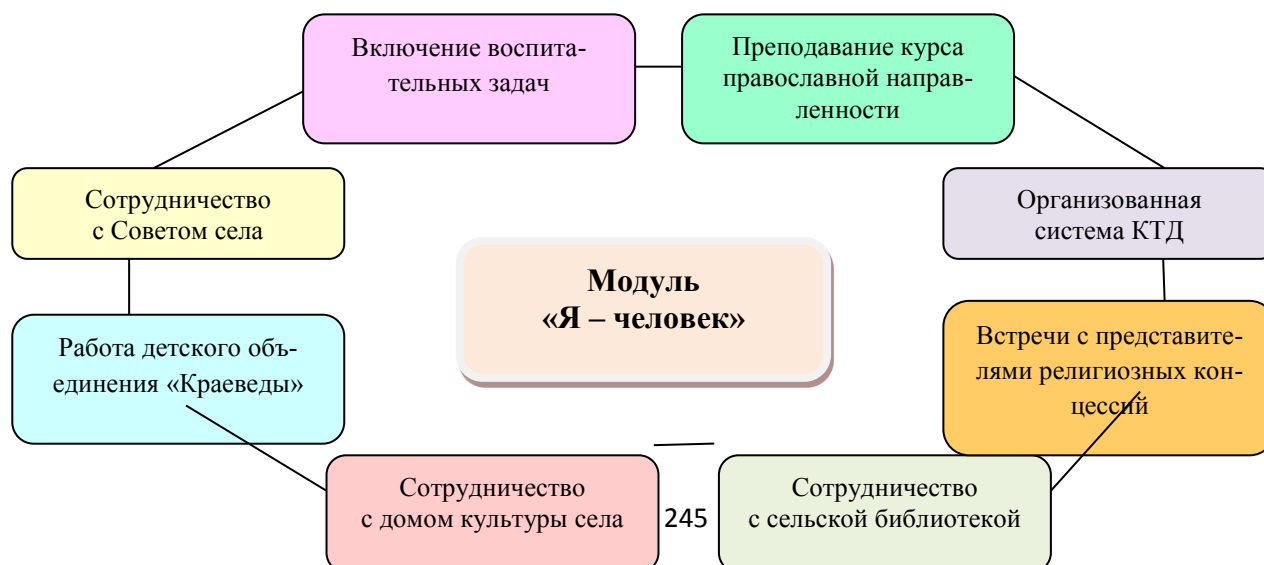 Включение воспита-
тельных задач
Преподавание курса
православной направ-
ленности
Сотрудничество
с Советом села
Организованная
система КТД
Модуль
«Я – человек»
Работа детского объ-
единения «Краеведы»
Встречи с представите-
лями религиозных кон-
цессий
Сотрудничество
с домом культуры села
245
Сотрудничество
с сельской библиотекой